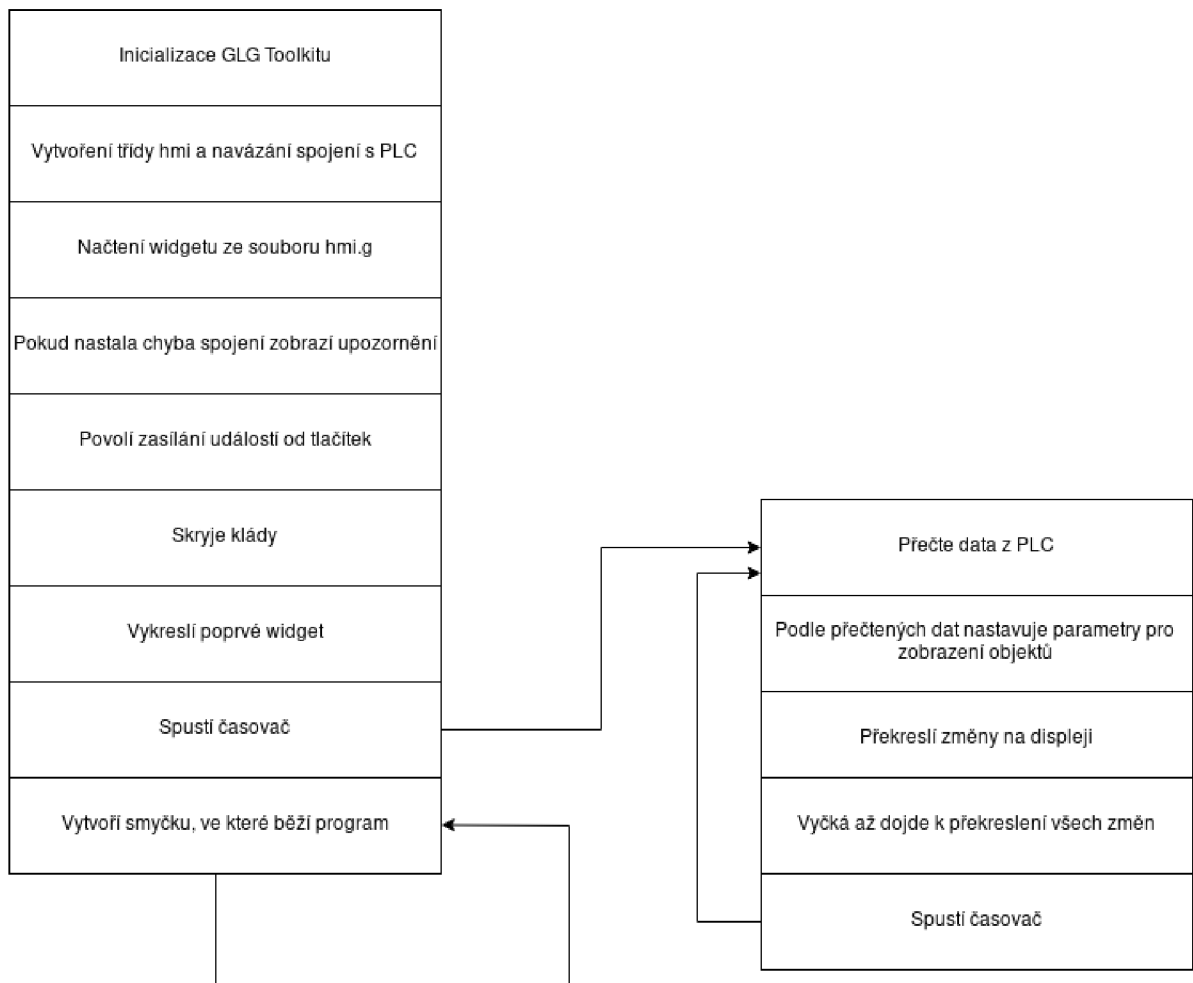 Inicializace GLG Toolkitu
Vytvoření třídy hmi a navázání spojení s PLC
Načtení widgetu ze souboru hmi.g
Pokud nastala chyba spojení zobrazí upozornění
Povolí zasílání událostí od tlačítek
Skryje klády
Vykreslí poprvé widget
Spustí časovač
Vytvoří smyčku, ve které běží program
Přečte data z PLC
Podle přečtených dat nastavuje parametry pro
zobrazení objektů
Překreslí změny na displeji
Vyčká až dojde k překreslení všech změn
Spustí časovač